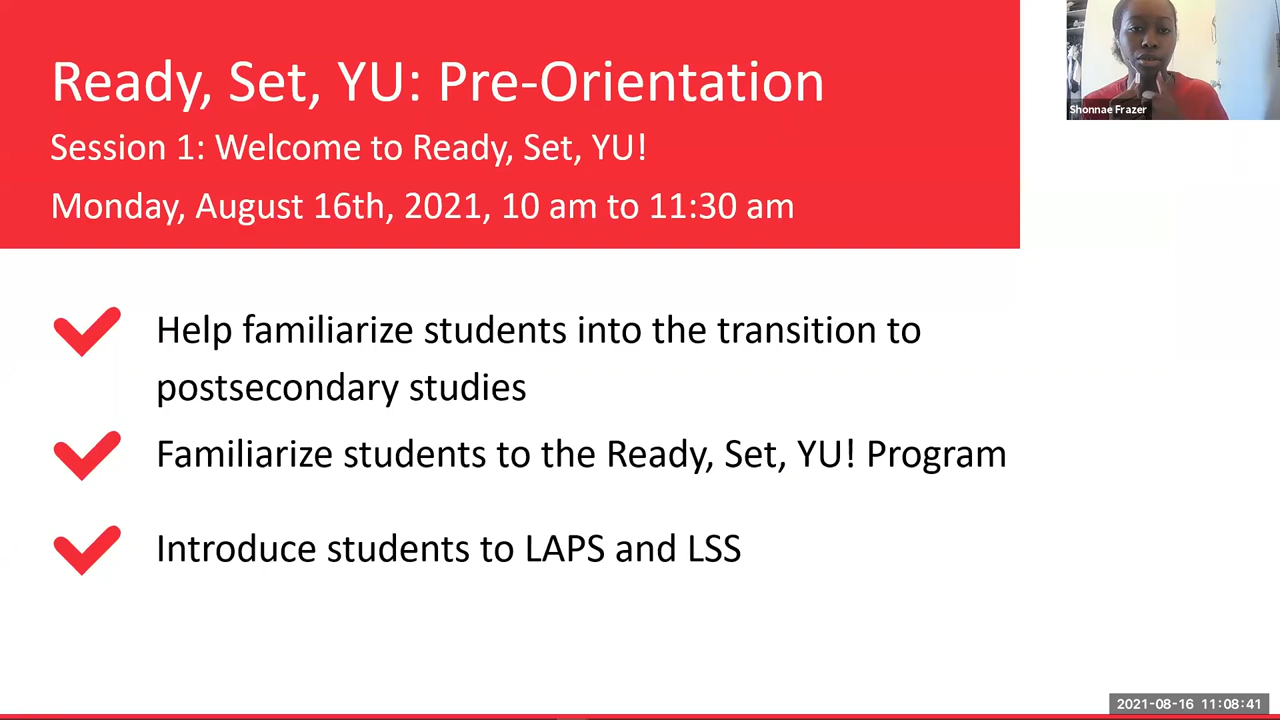 Ready, Set, YU: Pre-Orientation
Session 1: Welcome to Ready, Set, YU!
Monday, August 16th, 2021, 10 am to 11:30 am
Shonnae Frazer
Help familiarize students into the transition to
postsecondary studies
Familiarize students to the Ready, Set, YU! Program
Introduce students to LAPS and LSS
2021-08-16 11:08:41